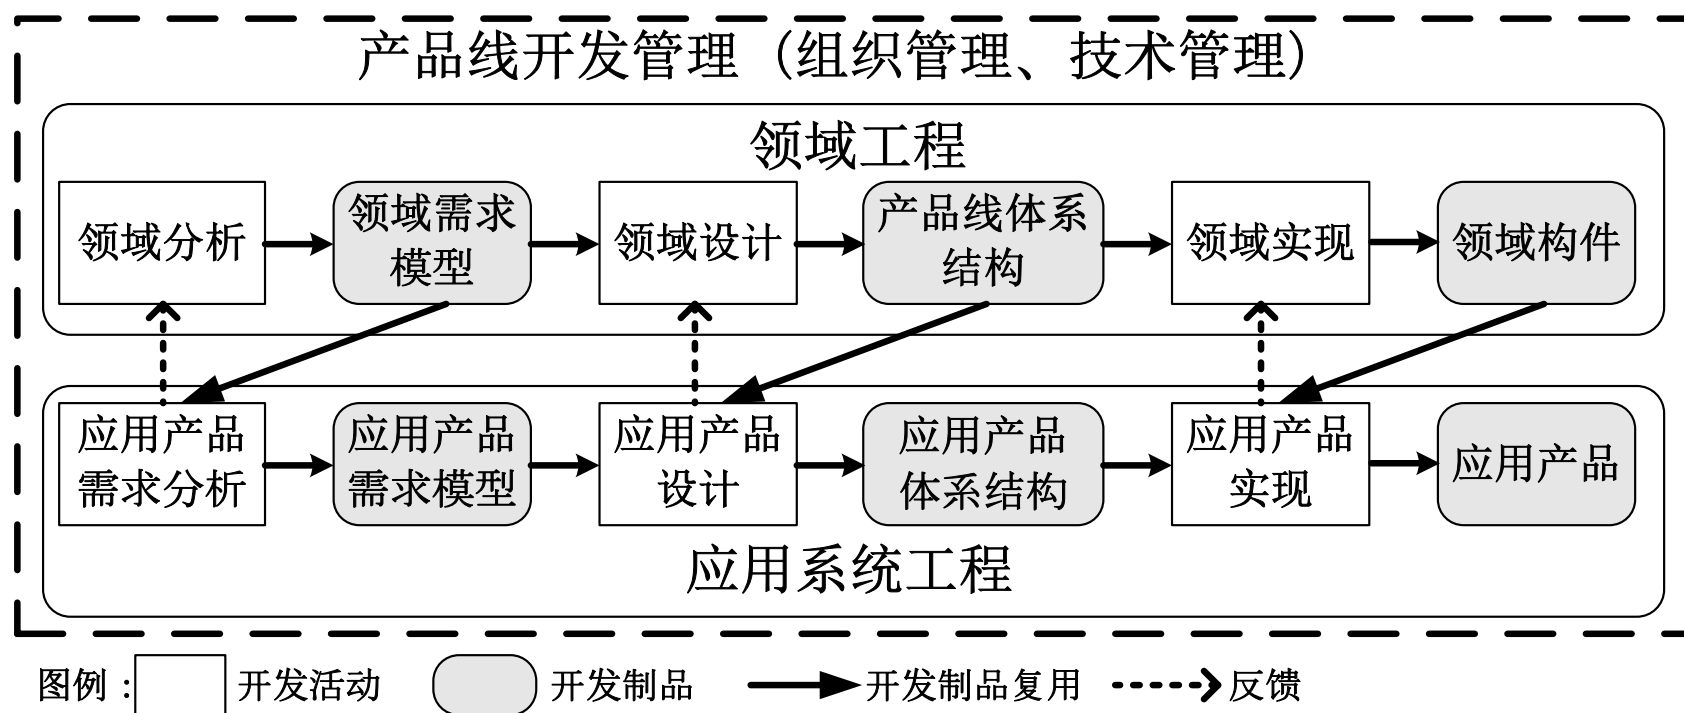 产品线开发管理（组织管理、技术管理）
领域工程
领域分析
领域需求
模型
领域设计
产品线体系
结构
领域实现
领域构件
应用产品
需求分析
应用产品
需求模型
应用产品
设计
应用产品
体系结构
应用产品
实现
应用产品
应用系统工程
图例：
开发活动
开发制品
开发制品复用
反馈